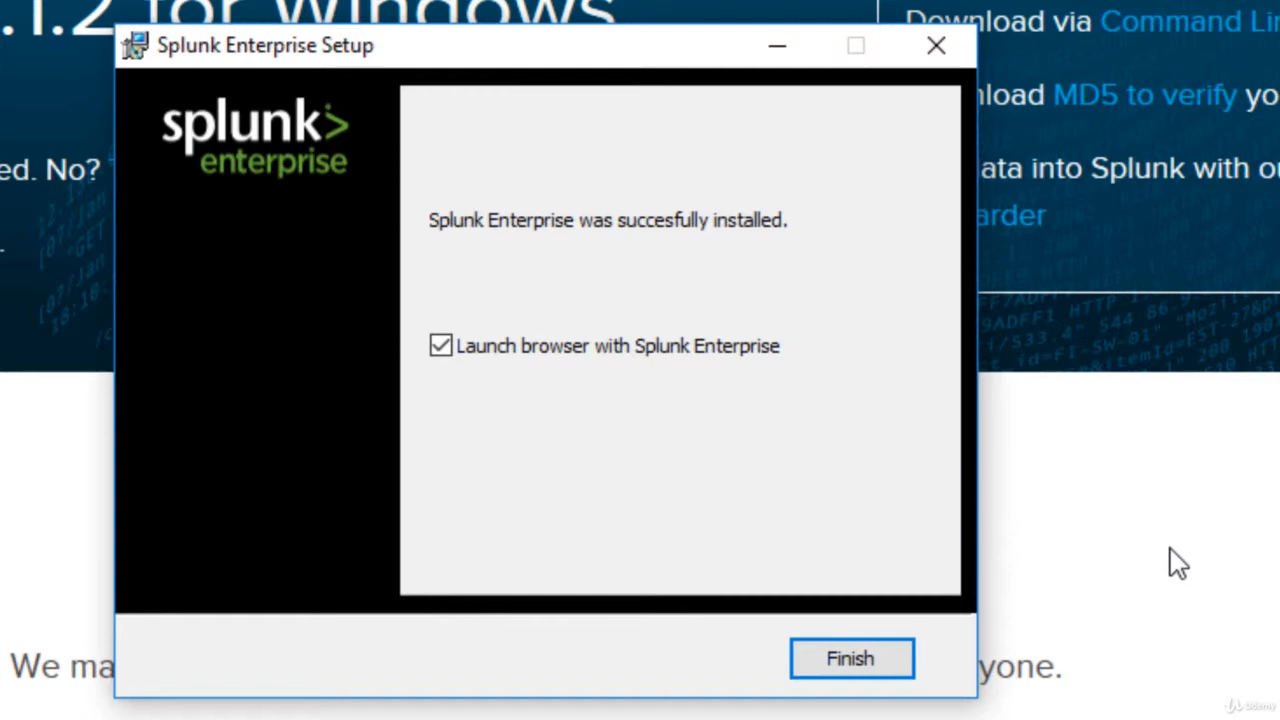 .1.2 for Windows
Download via Command Li
Splunk Enterprise Setup
nload MD5 to verify yo
splunk>
enterprise
ed. No?
ata into Splunk with ou
arder
Splunk Enterprise was succesfully installed.
Launch browser with Splunk Enterprise
Finish
We ma
yone.
Udemy